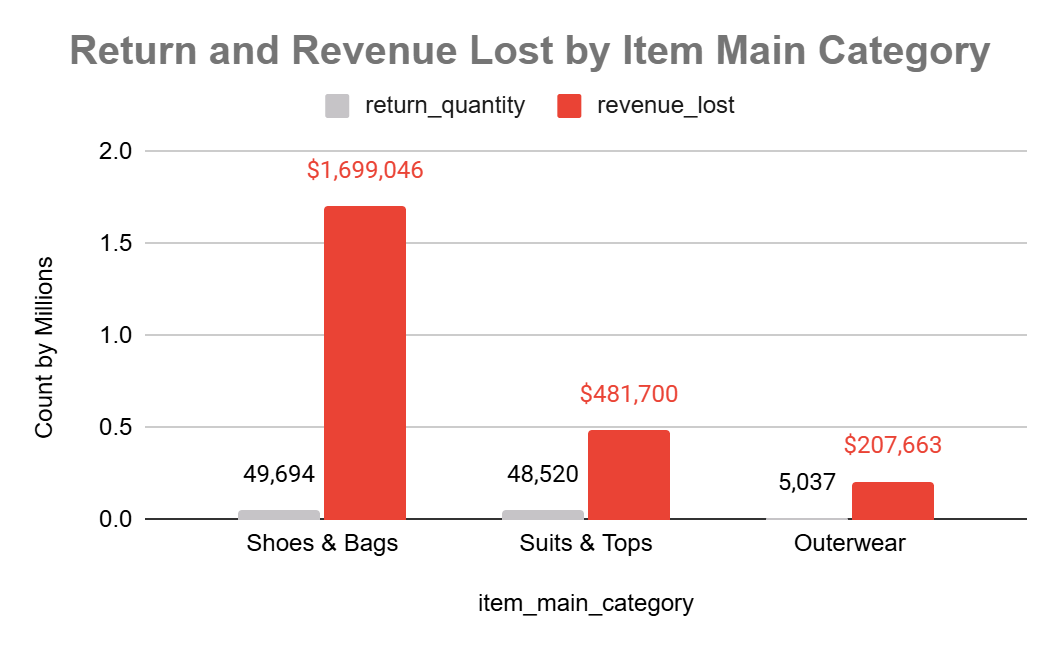 Return and Revenue Lost by Item Main Category
return_quantity revenue_lost
2.0
$1,699,046
1.5
Count by Millions
1.0
$481,700
0.5
$207,663
49,694 48,520 5,037
0.0
Shoes & Bags Suits & Tops Outerwear
item_main_category